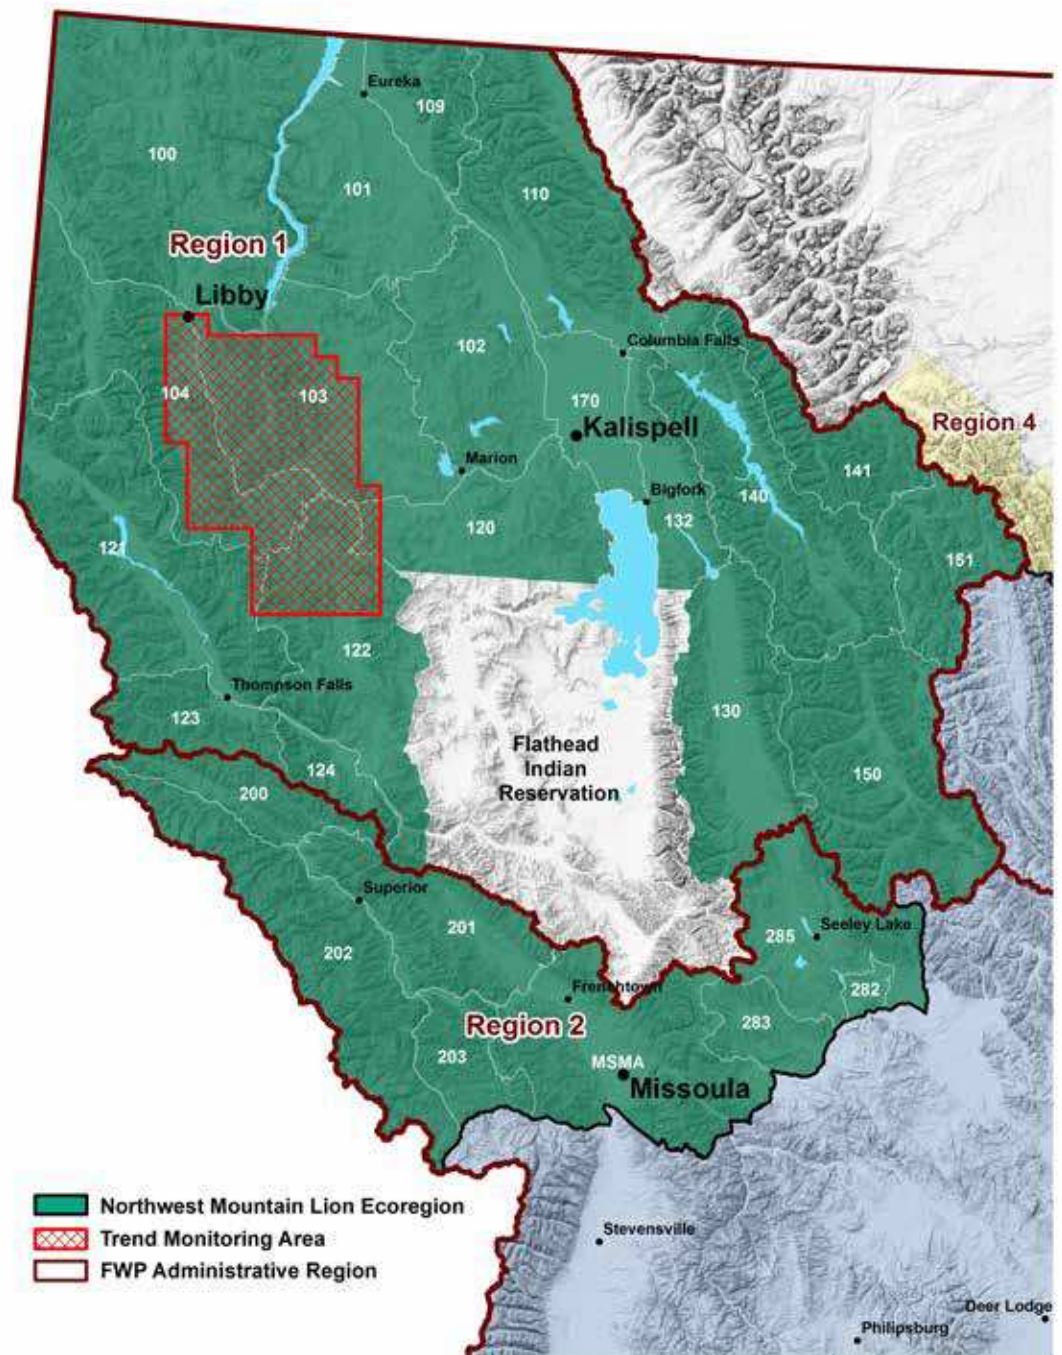 Eureka
109
100
101
110
Region 1
Libby
102
Columbia Falls
104
103
170
Kalispell
Region 4
Marion
141
Bigfork
140
132
120
121
151
122
Thompson Falls
130
123
Flathead
Indian
Reservation
124
150
200
Superior
201
285
Seeley Lake
202
282
Frenchtown
Region 2
283
203
MSMA
Missoula
Northwest Mountain Lion Ecoregion
Trend Monitoring Area
FWP Administrative Region
Stevensville
Deer Lodge
Philipsburg